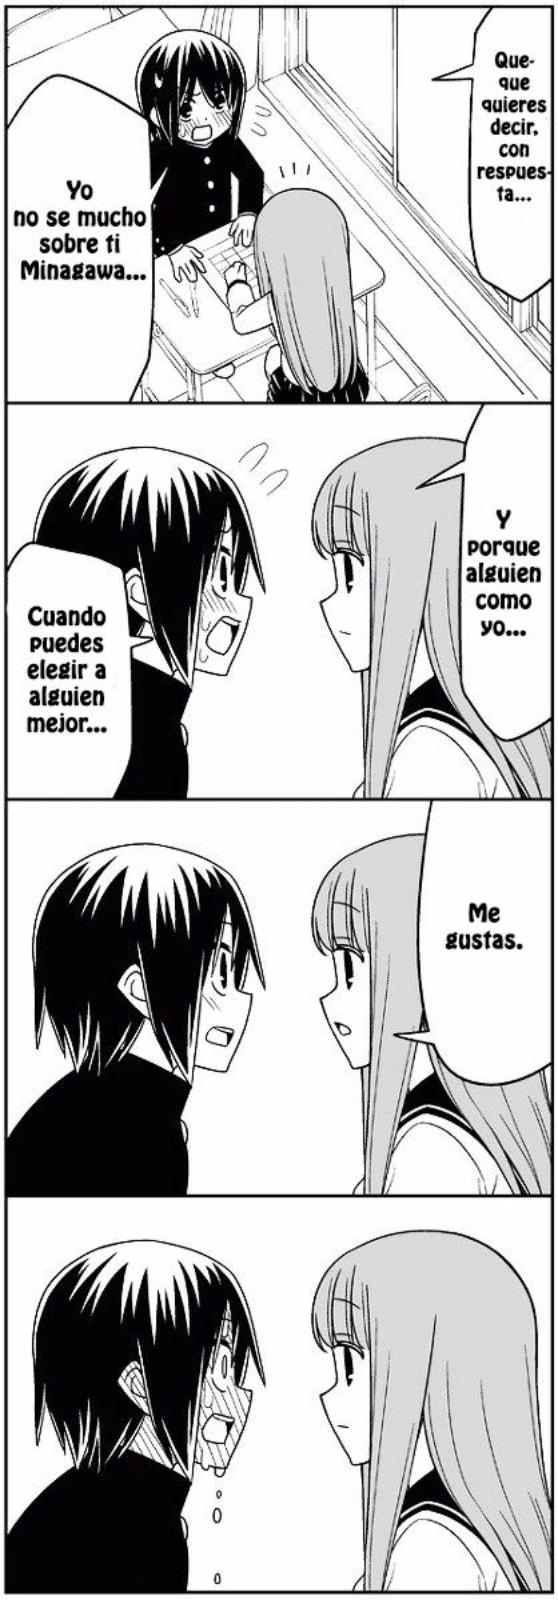 Que-
que
quieres
decir,
con
respues-
ta...
Yo
no se mucho
sobre ti
Minagawa...
Y
porque
alguien
como
yo...
Cuando
puedes
elegir a
alguien
mejor...
Me
gustas.